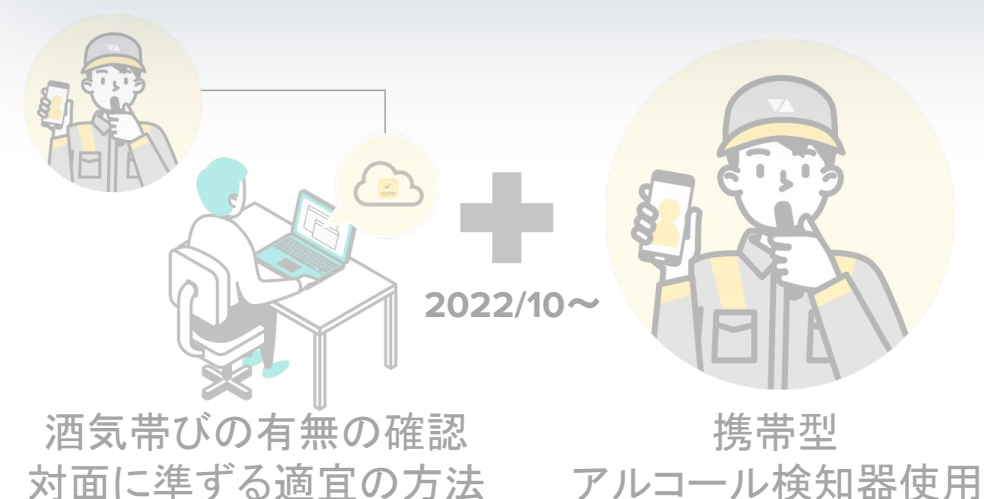 2022/10～
酒気帯びの有無の確認
対面に準ずる適宜の方法
携帯型
アルコール検知器使用